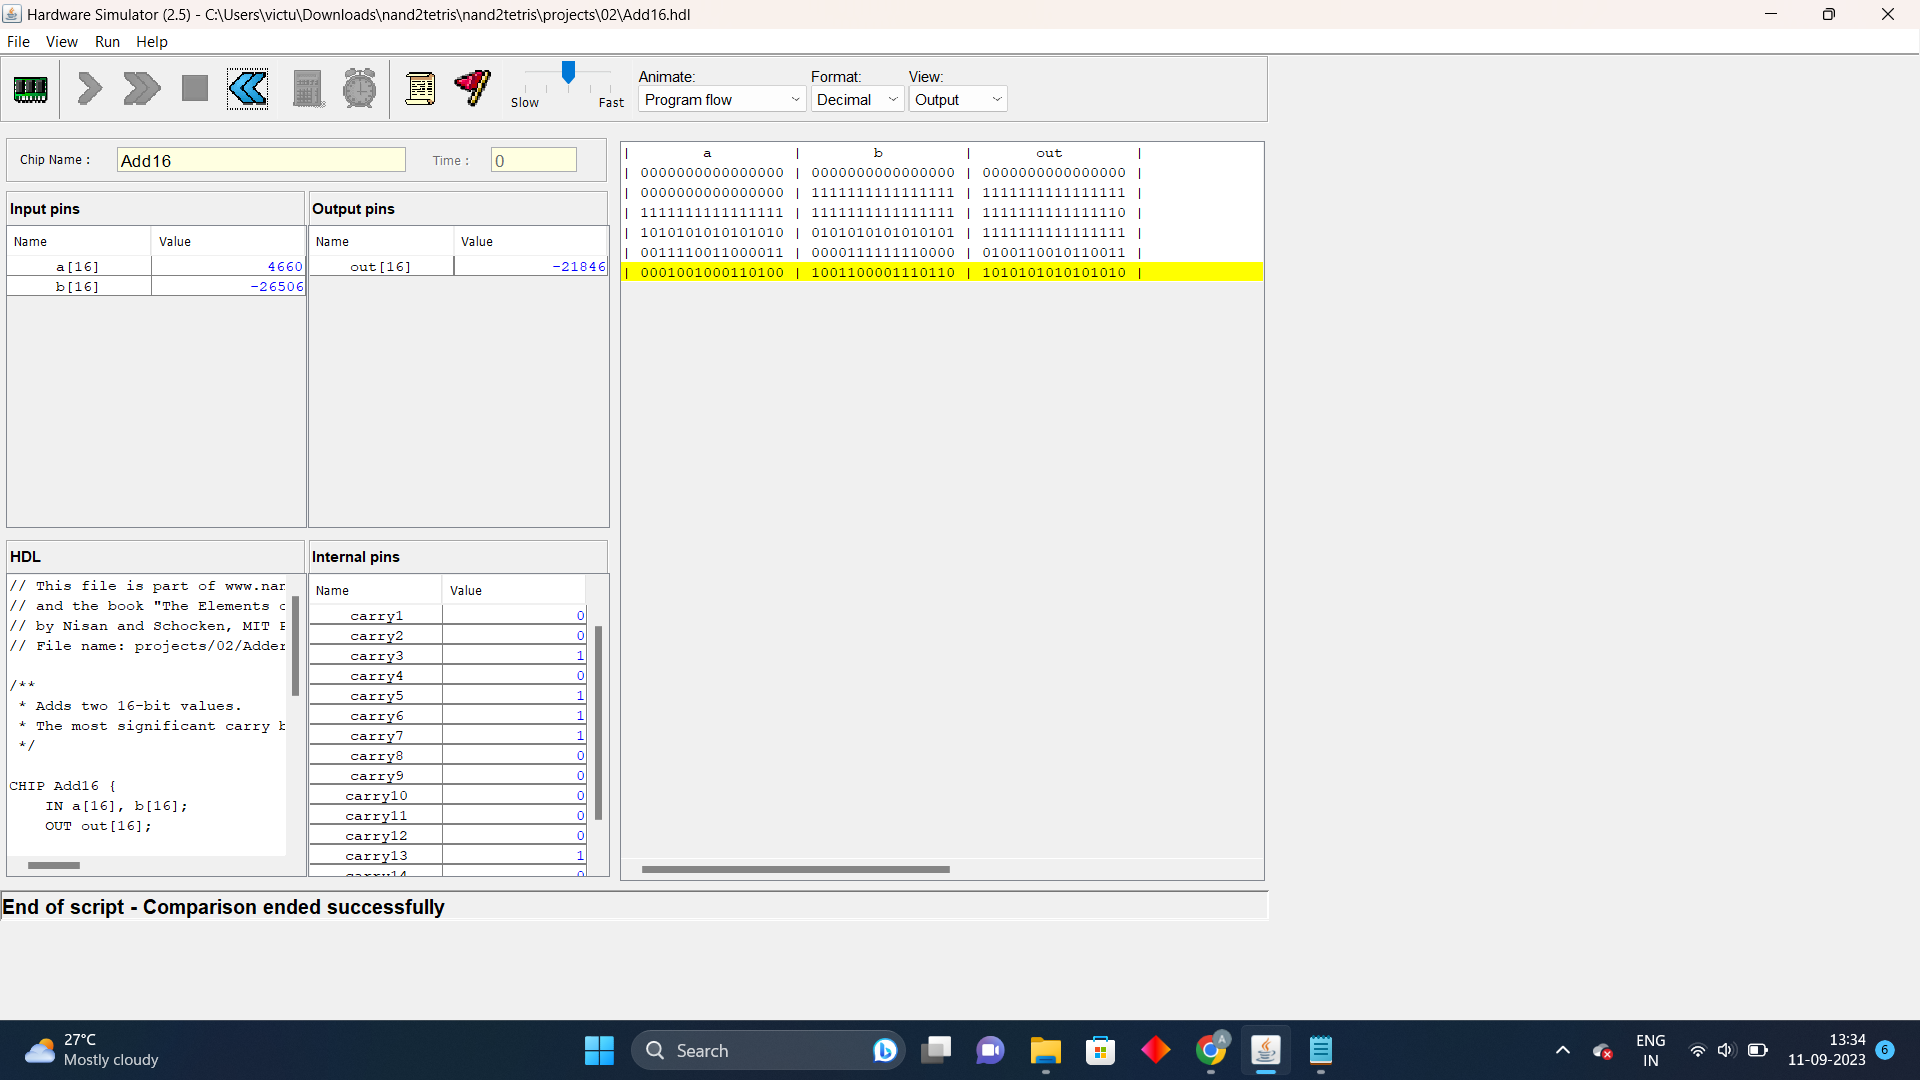 Hardware Simulator (2.5) - C:\Users\victu\Downloads\nand2tetris\nand2tetris\projects\02\Add16.hdl
File View Run Help
Slow Fast
Animate: Format: View:
Program flow Decimal Output
Chip Name : Add16 Time : 0
Input pins
Name Value
a[16] 4660
b[16] -26506
Output pins
Name Value
out[16] -21846
| a | b | out |
| 0000000000000000 | 0000000000000000 | 0000000000000000 |
| 0000000000000000 | 1111111111111111 | 1111111111111111 |
| 1111111111111111 | 1111111111111111 | 1111111111111110 |
| 1010101010101010 | 0101010101010101 | 1111111111111111 |
| 0011110011000011 | 0000111111110000 | 0100110010110011 |
| 0001001000110100 | 1001100001110110 | 1010101010101010 |
HDL
// This file is part of www.nan
// and the book "The Elements o
// by Nisan and Schocken, MIT P
// File name: projects/02/Adder
/**
* Adds two 16-bit values.
* The most significant carry b
*/
CHIP Add16 {
IN a[16], b[16];
OUT out[16];
Internal pins
Name Value
carry1 0
carry2 0
carry3 1
carry4 0
carry5 1
carry6 1
carry7 1
carry8 0
carry9 0
carry10 0
carry11 0
carry12 0
carry13 1
carry14 0
End of script - Comparison ended successfully
27°C
Mostly cloudy
Search
A
ENG
IN
13:34
11-09-2023
6